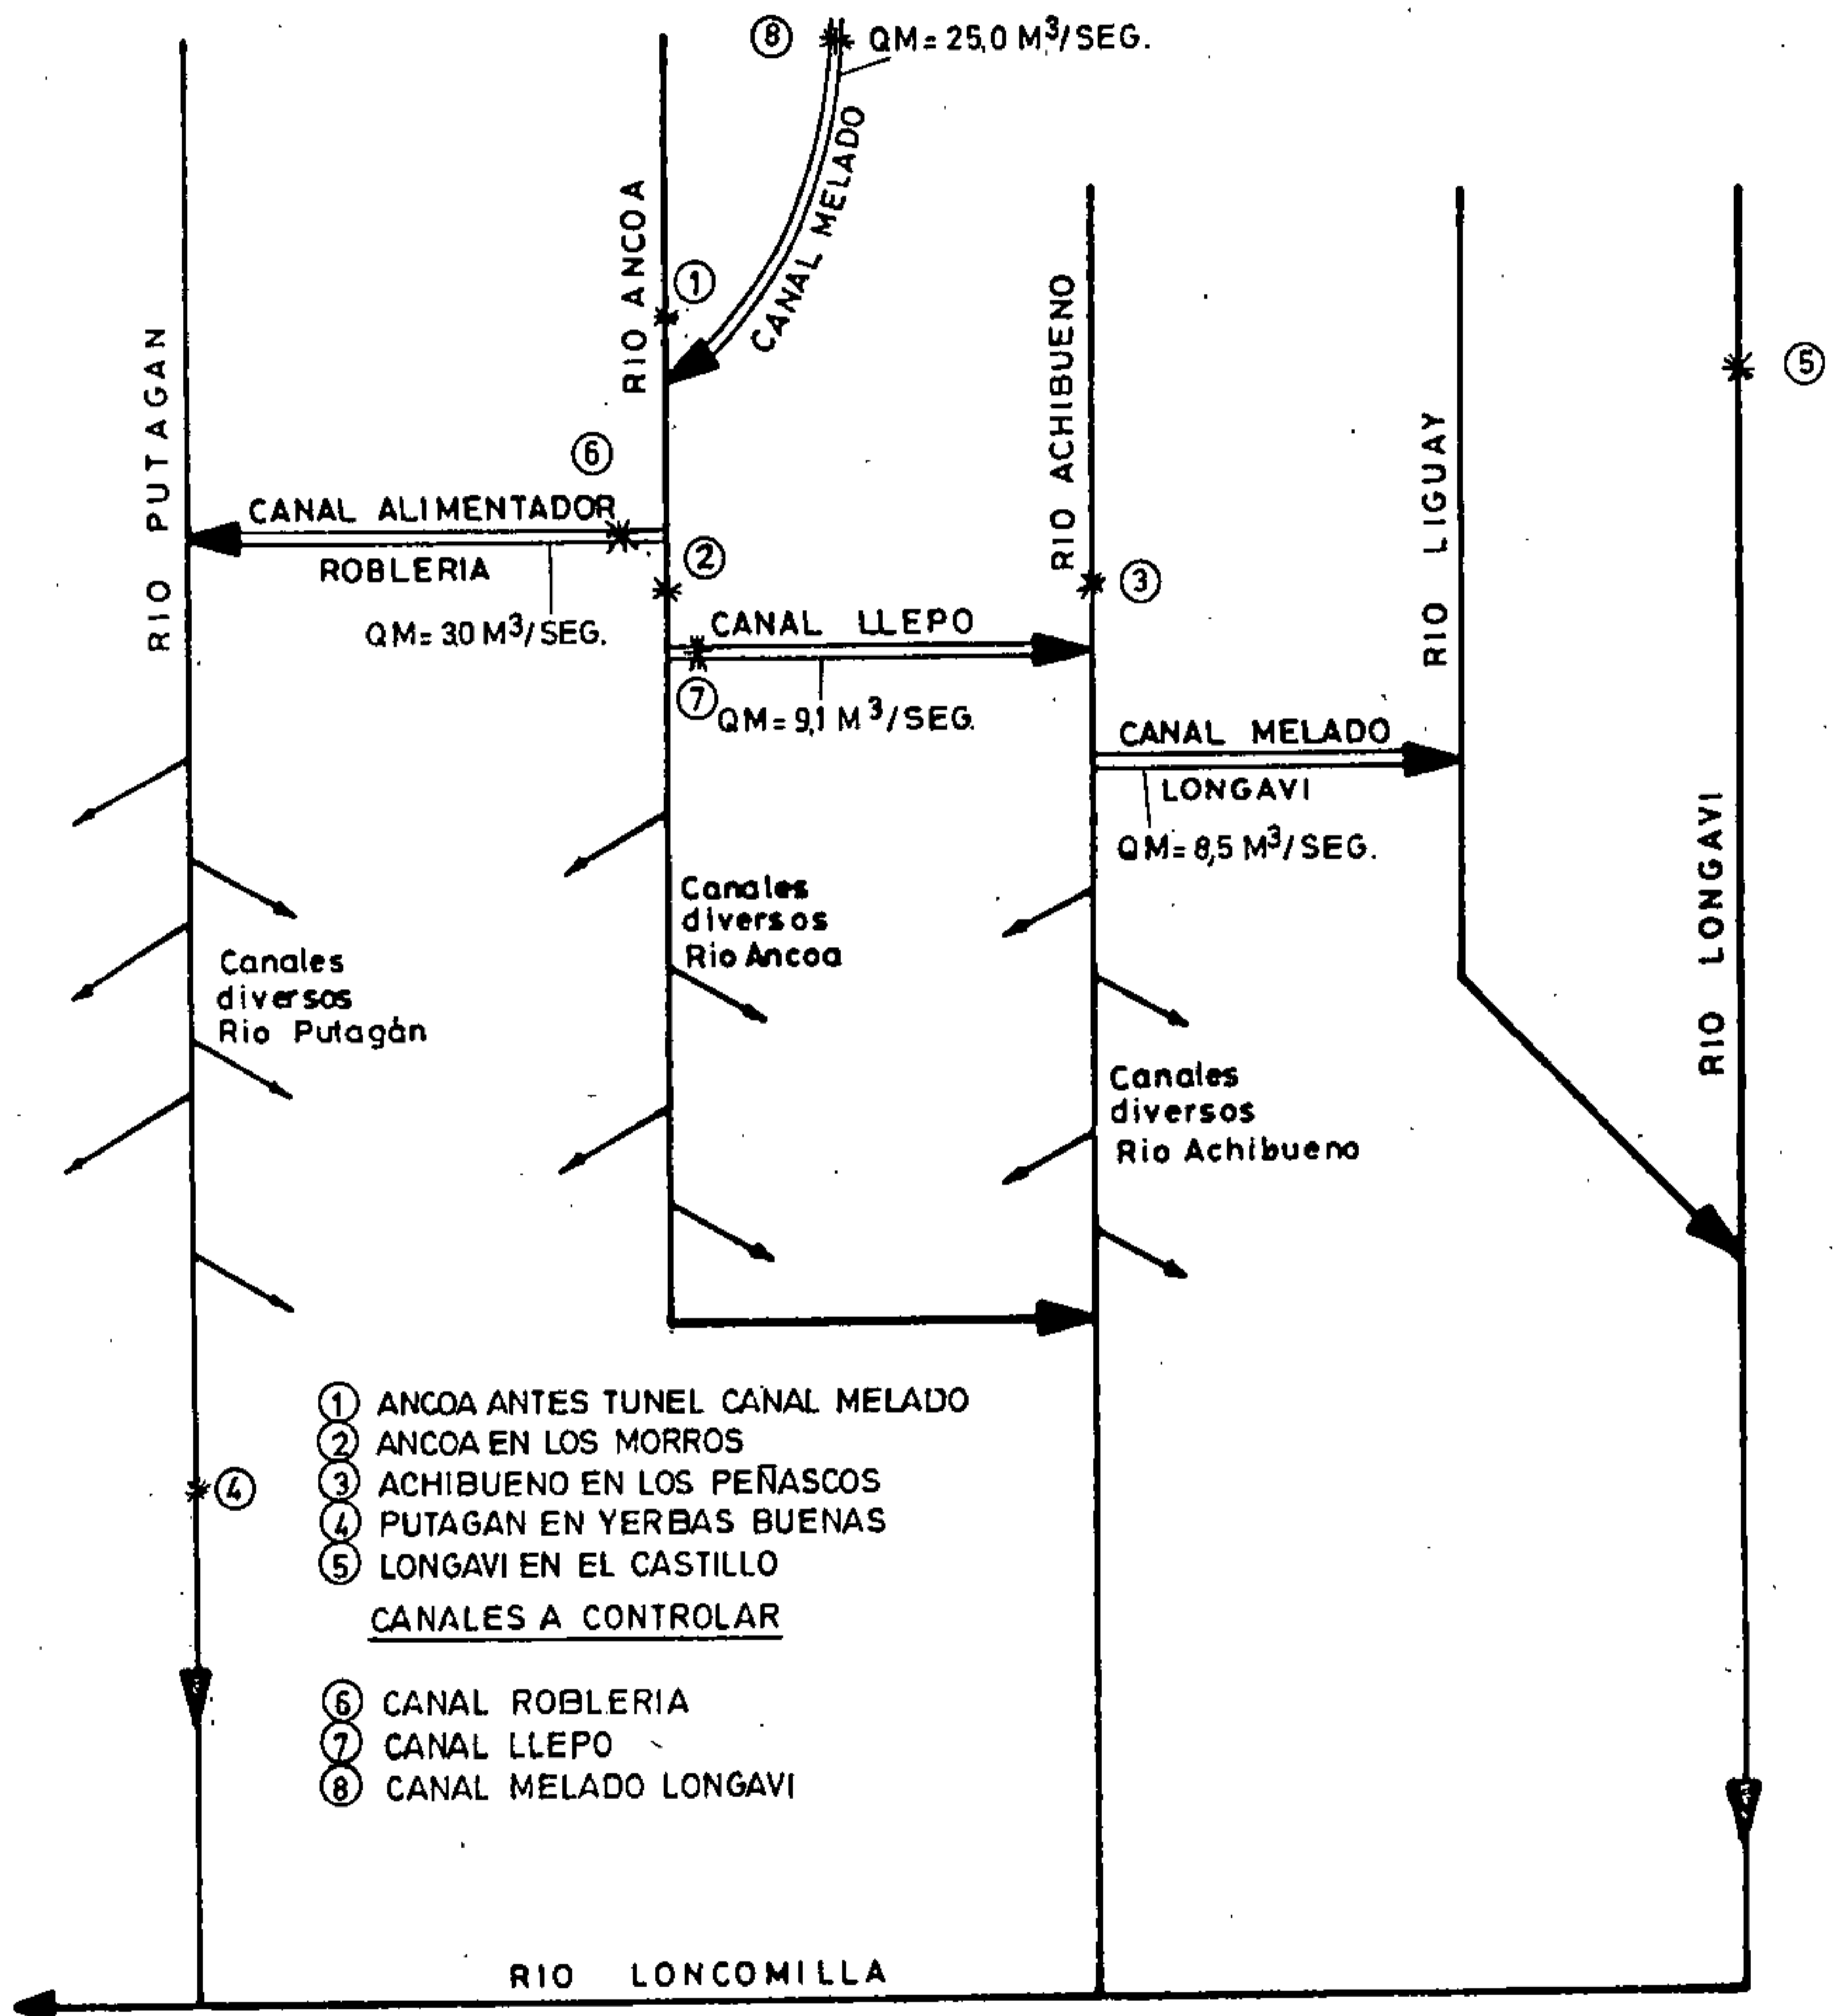 ⑧ QM= 25,0 M³/SEG.
CANAL MELADO
RIO ANCOA
①
RIO PUTAGAN
RIO ACHIBUENO
RIO LIGUAY
RIO LONGAVI
⑤
⑥
CANAL ALIMENTADOR
ROBLERIA
QM= 30 M³/SEG.
②
③
CANAL LLEPO
⑦ QM= 9,1 M³/SEG.
CANAL MELADO
LONGAVI
QM= 8,5 M³/SEG.
Canales
diversos
Rio Ancoa
Canales
diversos
Rio Putagán
Canales
diversos
Rio Achibueno
① ANCOA ANTES TUNEL CANAL MELADO
② ANCOA EN LOS MORROS
③ ACHIBUENO EN LOS PEÑASCOS
④ PUTAGAN EN YERBAS BUENAS
⑤ LONGAVI EN EL CASTILLO
④
CANALES A CONTROLAR
⑥ CANAL ROBLERIA
⑦ CANAL LLEPO
⑧ CANAL MELADO LONGAVI
RIO LONCOMILLA